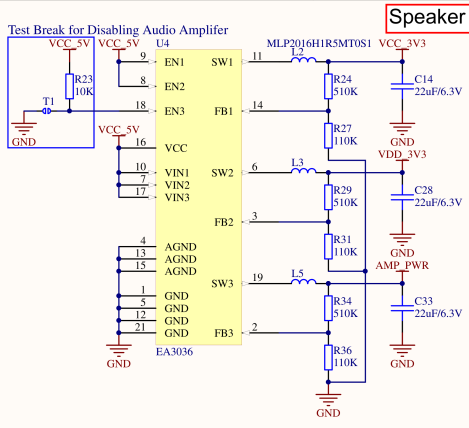 Speaker
Test Break for Disabling Audio Amplifer
VCC_5V VCC_5V U4 MLP2016H1R5MT0S1 VCC_3V3
9 EN1 SW1 11 L2
R23 10K
8 EN2
R24 510K
C14 22uF/6.3V
T1
18 EN3 FB1 14
GND
VCC_5V
R27 110K
GND
16 VCC
VDD_3V3
10 VIN1 SW2 6 L3
7 VIN2
17 VIN3
R29 510K
C28 22uF/6.3V
FB2 3
4 AGND
13 AGND
15 AGND
R31 110K
GND
AMP_PWR
SW3 19 L5
1 GND
5 GND
12 GND
21 GND
R34 510K
C33 22uF/6.3V
FB3 2
GND
EA3036
R36 110K
GND
GND